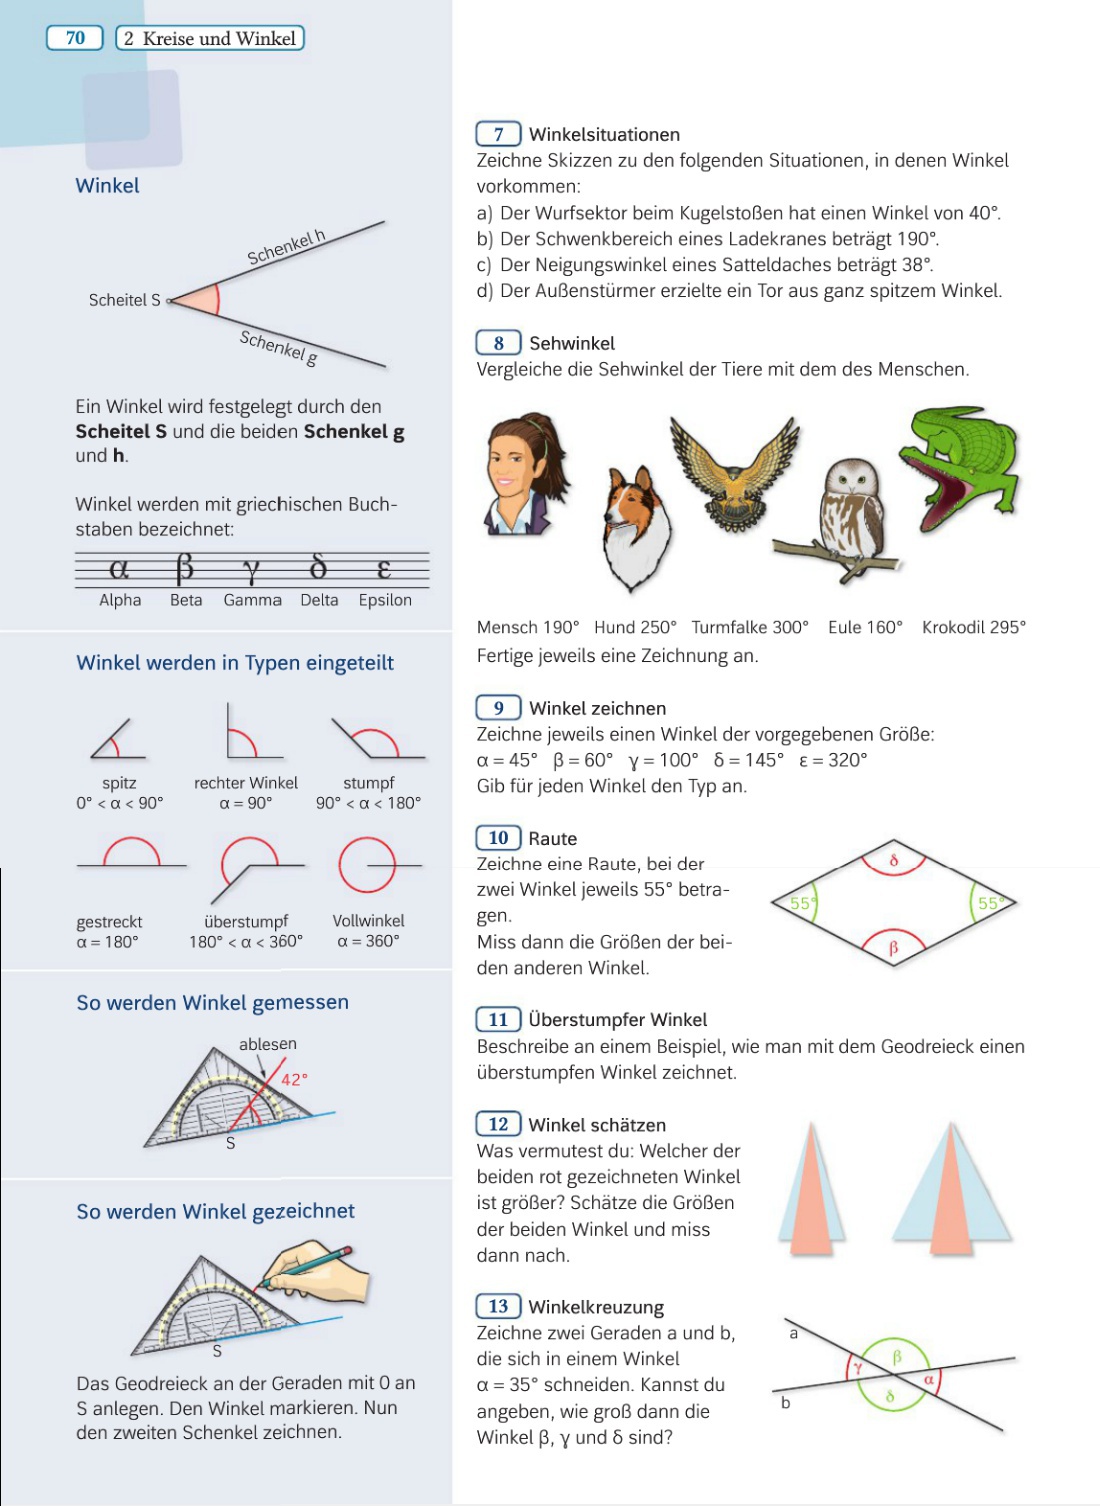 70
2 Kreise und Winkel
Winkel
Schenkel h
Scheitel S
Schenkel g
Ein Winkel wird festgelegt durch den
Scheitel S und die beiden Schenkel g
und h.
Winkel werden mit griechischen Buch-
staben bezeichnet:
α β γ δ ε
Alpha Beta Gamma Delta Epsilon
Winkel werden in Typen eingeteilt
spitz rechter Winkel stumpf
0° < α < 90° α = 90° 90° < α < 180°
gestreckt überstumpf Vollwinkel
α = 180° 180° < α < 360° α = 360°
So werden Winkel gemessen
ablesen
42°
S
So werden Winkel gezeichnet
S
Das Geodreieck an der Geraden mit 0 an
S anlegen. Den Winkel markieren. Nun
den zweiten Schenkel zeichnen.
7 Winkelsituationen
Zeichne Skizzen zu den folgenden Situationen, in denen Winkel
vorkommen:
a) Der Wurfsektor beim Kugelstoßen hat einen Winkel von 40°.
b) Der Schwenkbereich eines Ladekranes beträgt 190°.
c) Der Neigungswinkel eines Satteldaches beträgt 38°.
d) Der Außenstürmer erzielte ein Tor aus ganz spitzem Winkel.
8 Sehwinkel
Vergleiche die Sehwinkel der Tiere mit dem des Menschen.
Mensch 190° Hund 250° Turmfalke 300° Eule 160° Krokodil 295°
Fertige jeweils eine Zeichnung an.
9 Winkel zeichnen
Zeichne jeweils einen Winkel der vorgegebenen Größe:
α = 45° β = 60° γ = 100° δ = 145° ε = 320°
Gib für jeden Winkel den Typ an.
10 Raute
Zeichne eine Raute, bei der
zwei Winkel jeweils 55° betra-
gen.
Miss dann die Größen der bei-
den anderen Winkel.
δ
55° 55°
β
11 Überstumpfer Winkel
Beschreibe an einem Beispiel, wie man mit dem Geodreieck einen
überstumpfen Winkel zeichnet.
12 Winkel schätzen
Was vermutest du: Welcher der
beiden rot gezeichneten Winkel
ist größer? Schätze die Größen
der beiden Winkel und miss
dann nach.
13 Winkelkreuzung
Zeichne zwei Geraden a und b,
die sich in einem Winkel
α = 35° schneiden. Kannst du
angeben, wie groß dann die
Winkel β, γ und δ sind?
a
β
γ α
δ
b